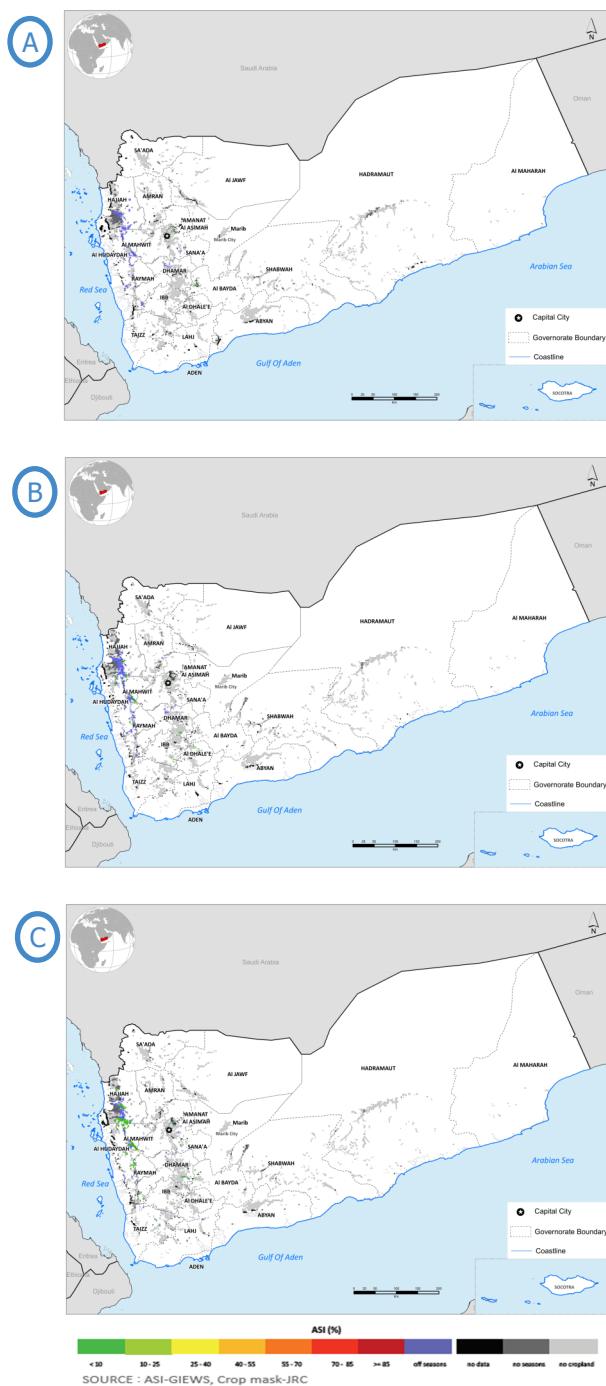 A
N
Saudi Arabia
Oman
SA'ADA
Al JAWF
HADRAMAUT
Al MAHARAH
HAJJAH
AMRAN
'AMANAT
Al ASIMAH
Marib
Marib City
Al MAHWIT
Al HUDAYDAH
SANA'A
SHABWAH
Arabian Sea
Red Sea
RAYMAH
DHAMAR
Al BAYDA
IBB
Al DHALE'E
Capital City
ABYAN
TAIZZ
LAHJ
Governorate Boundary
Eritrea
Gulf Of Aden
Coastline
ADEN
Ethiopia
Djibouti
SOCOTRA
B
N
Saudi Arabia
Oman
SA'ADA
Al JAWF
HADRAMAUT
Al MAHARAH
HAJJAH
AMRAN
'AMANAT
Al ASIMAH
Marib
Marib City
Al MAHWIT
Al HUDAYDAH
SANA'A
SHABWAH
Arabian Sea
Red Sea
RAYMAH
DHAMAR
Al BAYDA
IBB
Al DHALE'E
Capital City
ABYAN
TAIZZ
LAHJ
Governorate Boundary
Eritrea
Gulf Of Aden
Coastline
ADEN
Ethiopia
Djibouti
SOCOTRA
C
N
Saudi Arabia
Oman
SA'ADA
Al JAWF
HADRAMAUT
Al MAHARAH
HAJJAH
AMRAN
'AMANAT
Al ASIMAH
Marib
Marib City
Al MAHWIT
Al HUDAYDAH
SANA'A
SHABWAH
Arabian Sea
Red Sea
RAYMAH
DHAMAR
Al BAYDA
IBB
Al DHALE'E
Capital City
ABYAN
TAIZZ
LAHJ
Governorate Boundary
Eritrea
Gulf Of Aden
Coastline
ADEN
Ethiopia
Djibouti
SOCOTRA
ASI (%)
< 10 10 - 25 25 - 40 40 - 55 55 - 70 70 - 85 >= 85 off seasons no data no seasons no cropland
SOURCE : ASI-GIEWS, Crop mask-JRC